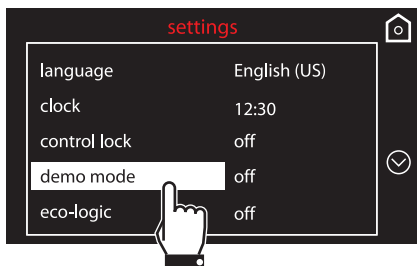 settings
language English (US)
clock 12:30
control lock off
demo mode off
eco-logic off